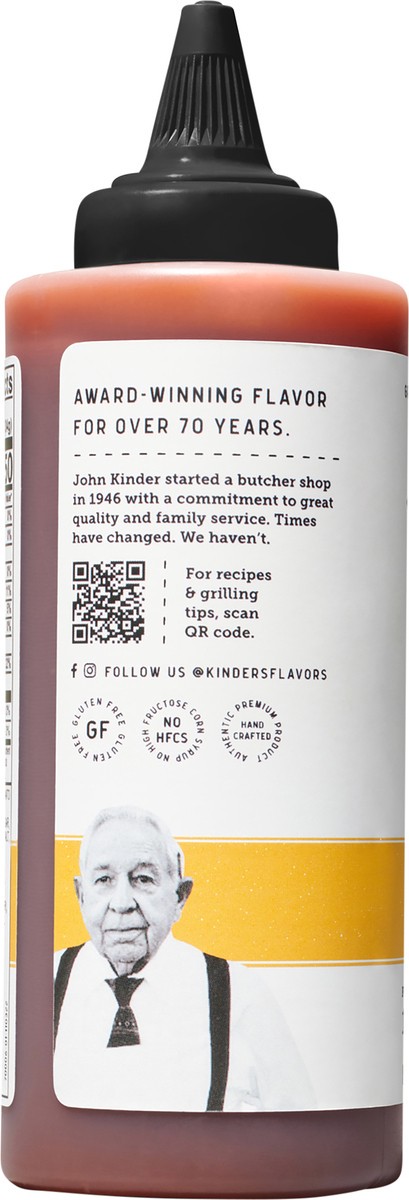 AWARD-WINNING FLAVOR
FOR OVER 70 YEARS.
John Kinder started a butcher shop
in 1946 with a commitment to great
quality and family service. Times
have changed. We haven't.
For recipes
& grilling
tips, scan
QR code.
FOLLOW US @KINDERSFLAVORS
GLUTEN FREE GLUTEN FREE
GF
NO HIGH FRUCTOSE CORN SYRUP
NO
HFCS
AUTHENTIC PREMIUM PRODUCT
HAND
CRAFTED